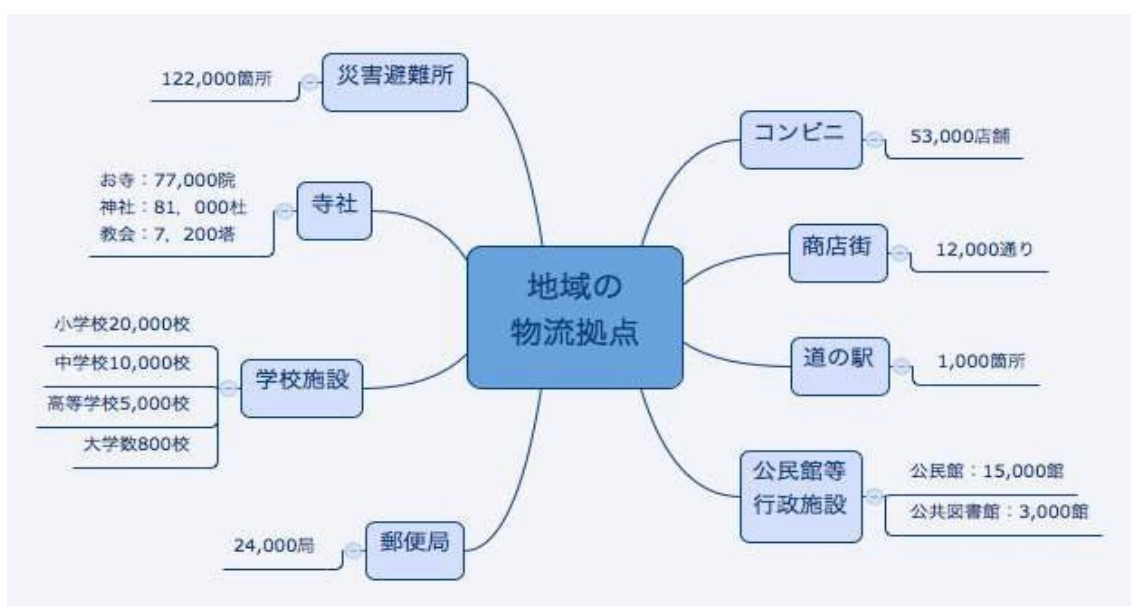 地域の
物流拠点
災害避難所
122,000箇所
寺社
お寺：77,000院
神社：81，000社
教会：7，200塔
学校施設
小学校20,000校
中学校10,000校
高等学校5,000校
大学数800校
郵便局
24,000局
コンビニ
53,000店舗
商店街
12,000通り
道の駅
1,000箇所
公民館等
行政施設
公民館：15,000館
公共図書館：3,000館